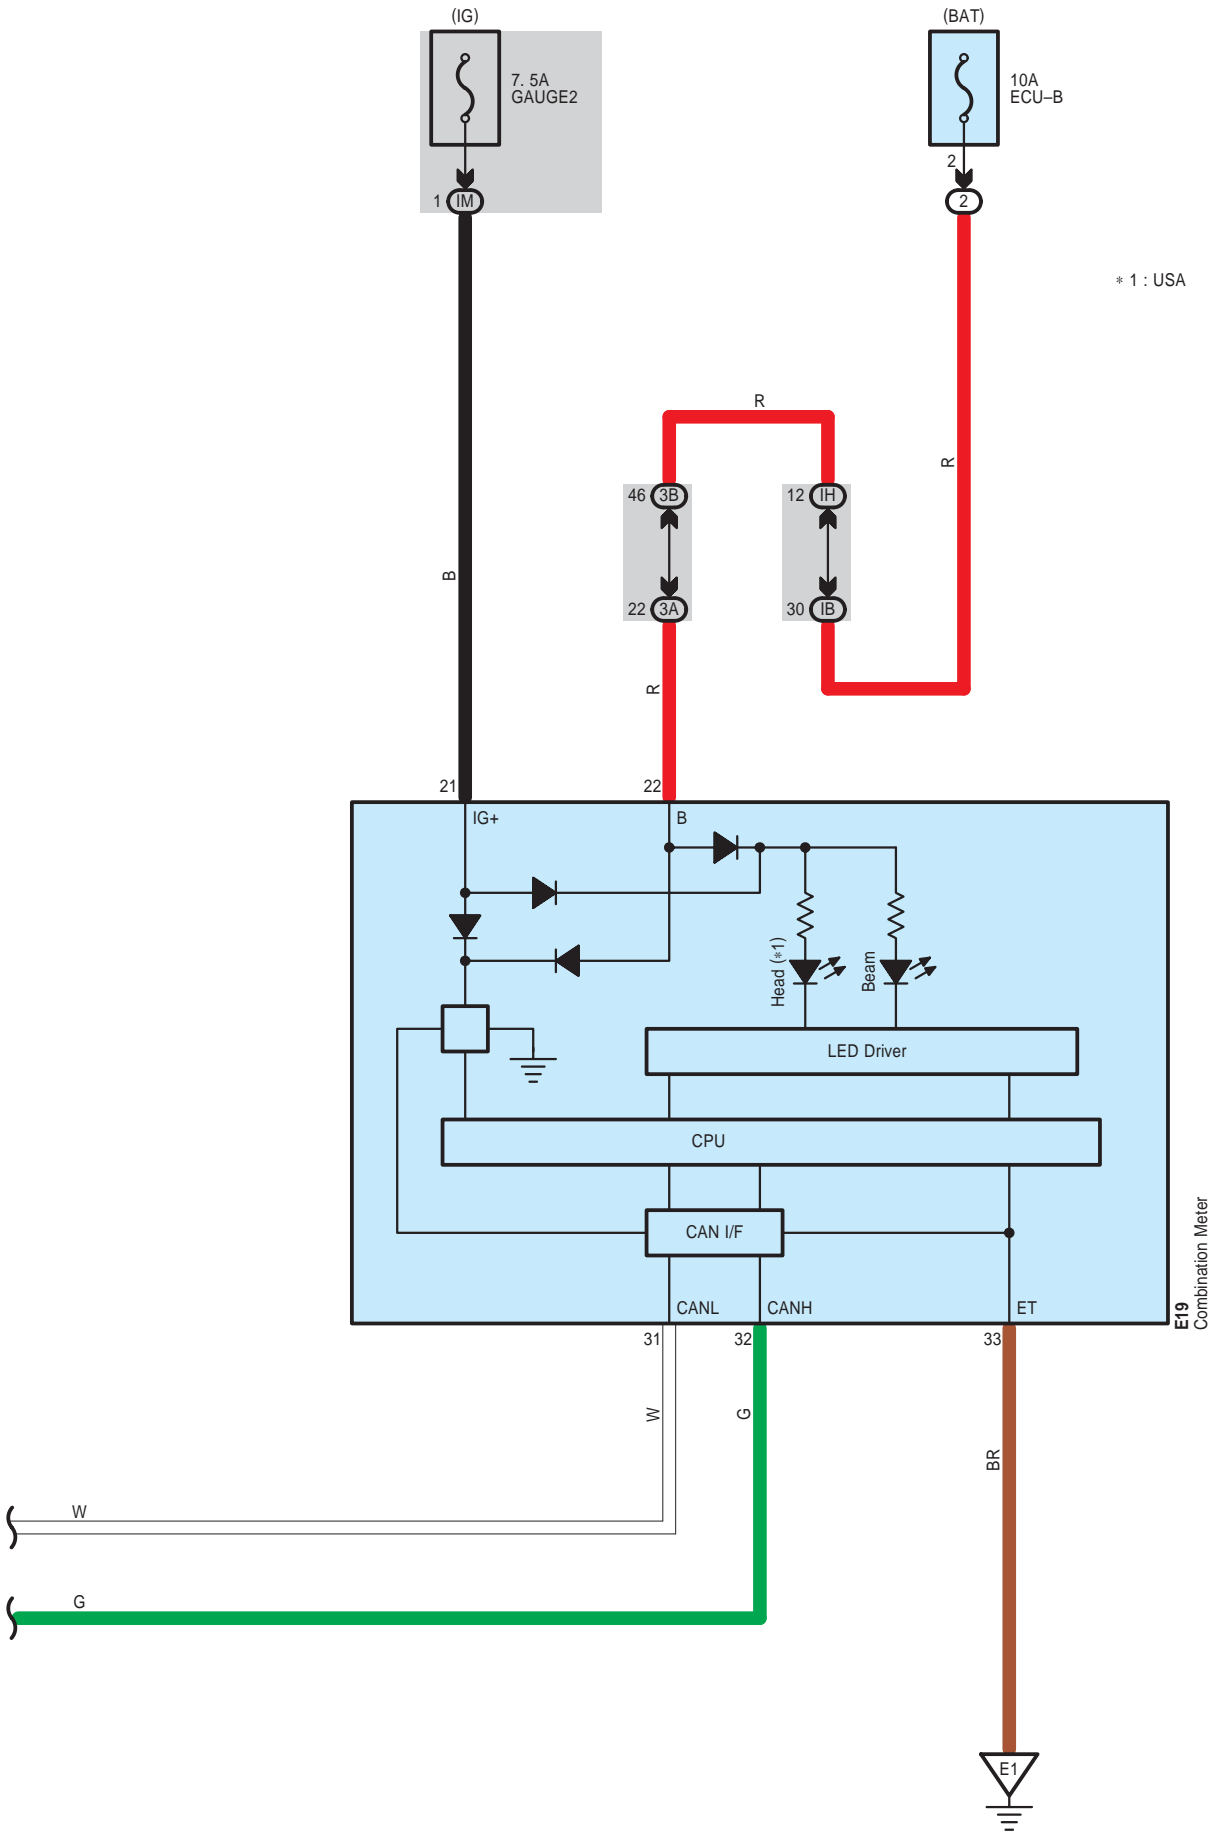 (IG)
(BAT)
7. 5A
GAUGE2
10A
ECU–B
2
1 IM
2
* 1 : USA
R
R
46 3B
12 IH
B
22 3A
30 IB
R
21
22
IG+
B
Head (*1)
Beam
LED Driver
CPU
CAN I/F
CANL
CANH
ET
E19
Combination Meter
31
32
33
W
G
BR
W
G
E1